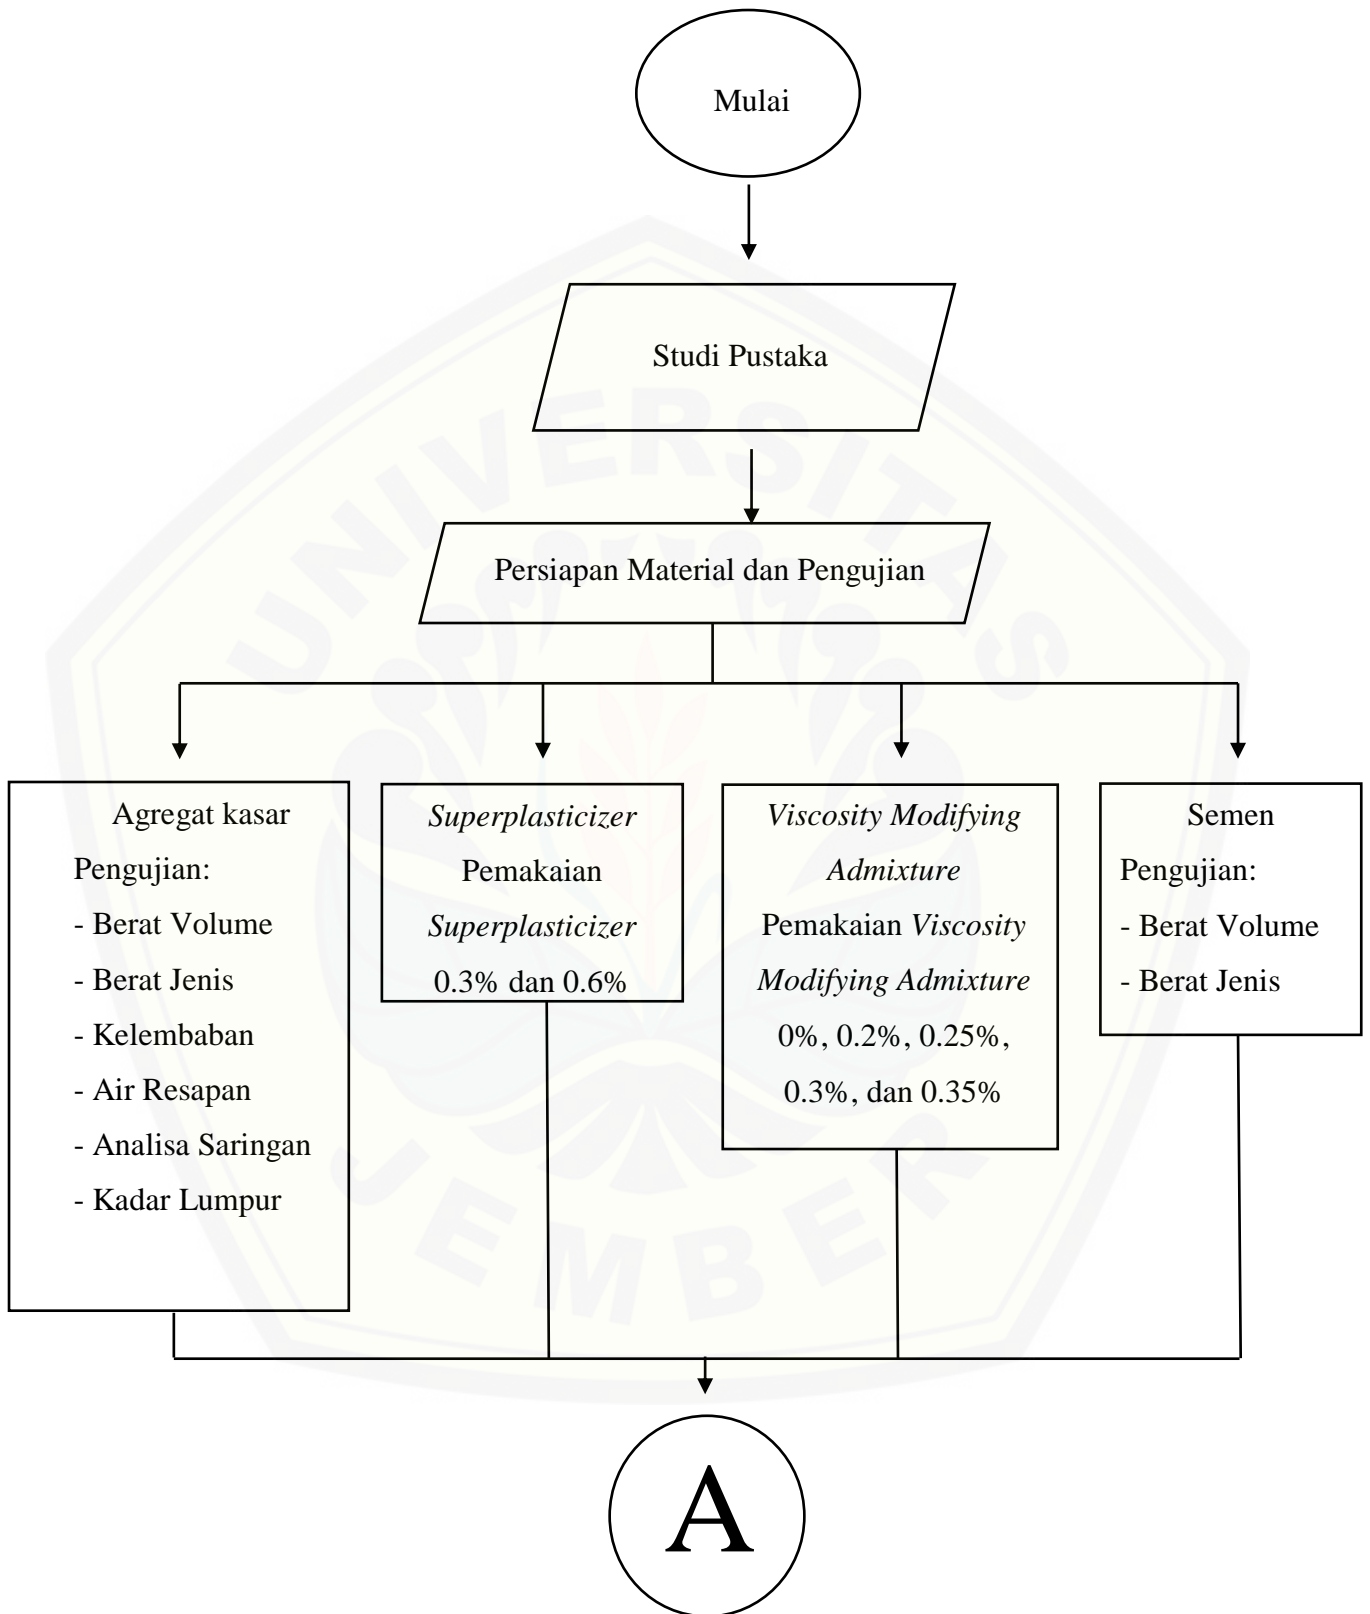 Mulai
Studi Pustaka
Persiapan Material dan Pengujian
Agregat kasar
Pengujian:
- Berat Volume
- Berat Jenis
- Kelembaban
- Air Resapan
- Analisa Saringan
- Kadar Lumpur
Superplasticizer
Pemakaian
Superplasticizer
0.3% dan 0.6%
Viscosity Modifying
Admixture
Pemakaian Viscosity
Modifying Admixture
0%, 0.2%, 0.25%,
0.3%, dan 0.35%
Semen
Pengujian:
- Berat Volume
- Berat Jenis
A
UNIVERSITAS
JEMBER